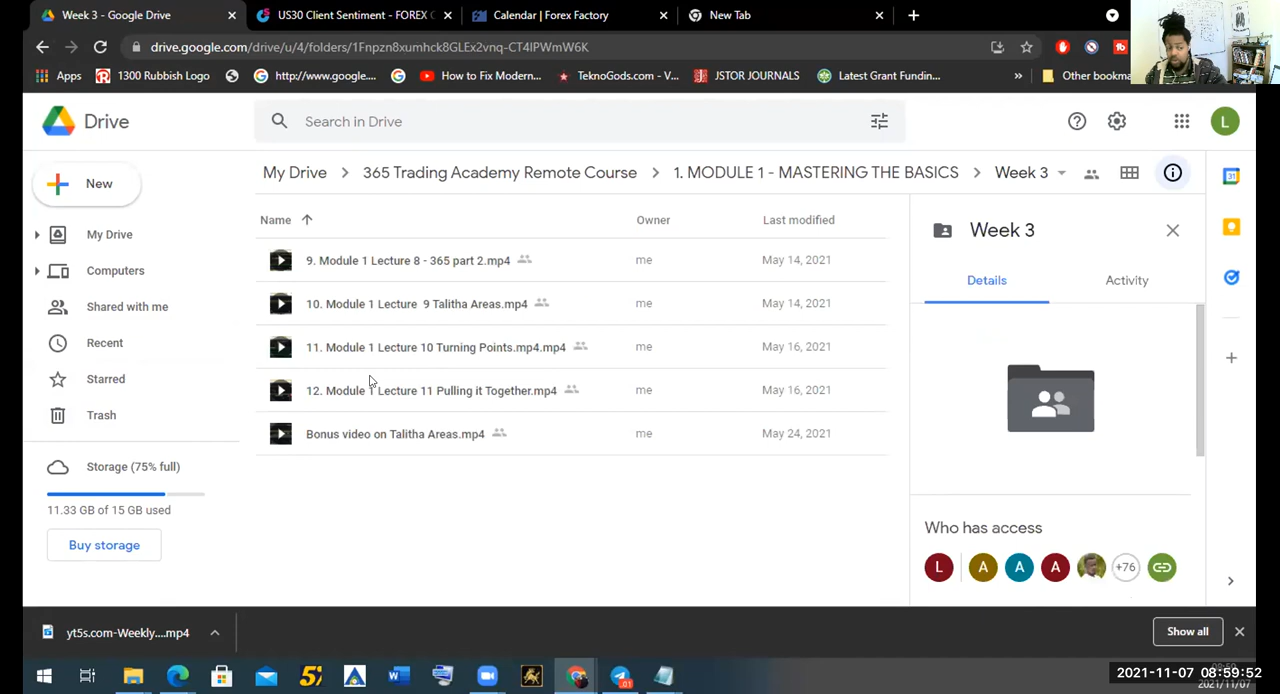 Week 3 - Google Drive
US30 Client Sentiment - FOREX
Calendar | Forex Factory
New Tab
drive.google.com/drive/u/4/folders/1Fnpzn8xumhck8GLEx2vnq-CT4IPWmW6K
Apps
1300 Rubbish Logo
http://www.google....
How to Fix Modern...
TeknoGods.com - V...
JSTOR JOURNALS
Latest Grant Fundin...
»
Other bookma
Drive
Search in Drive
L
New
My Drive > 365 Trading Academy Remote Course > 1. MODULE 1 - MASTERING THE BASICS > Week 3
31
Name
Owner
Last modified
Week 3
My Drive
9. Module 1 Lecture 8 - 365 part 2.mp4
me
May 14, 2021
Computers
Details
Activity
Shared with me
10. Module 1 Lecture 9 Talitha Areas.mp4
me
May 14, 2021
Recent
11. Module 1 Lecture 10 Turning Points.mp4.mp4
me
May 16, 2021
Starred
12. Module 1 Lecture 11 Pulling it Together.mp4
me
May 16, 2021
Trash
Bonus video on Talitha Areas.mp4
me
May 24, 2021
Storage (75% full)
11.33 GB of 15 GB used
Buy storage
Who has access
L A A A +76
yt5s.com-Weekly....mp4
Show all
2021-11-07 08:59:52
2021/11/07